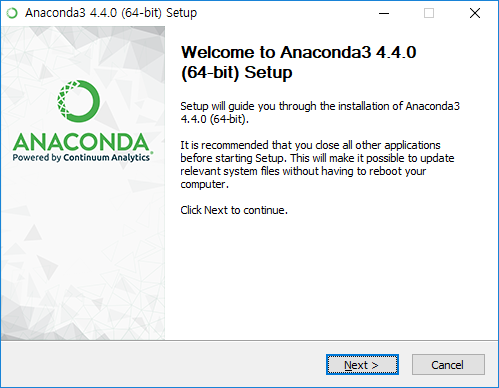 Anaconda3 4.4.0 (64-bit) Setup
Welcome to Anaconda3 4.4.0
(64-bit) Setup
Setup will guide you through the installation of Anaconda3
4.4.0 (64-bit).
It is recommended that you close all other applications
before starting Setup. This will make it possible to update
relevant system files without having to reboot your
computer.
Click Next to continue.
ANACONDA
Powered by Continuum Analytics
Next >
Cancel